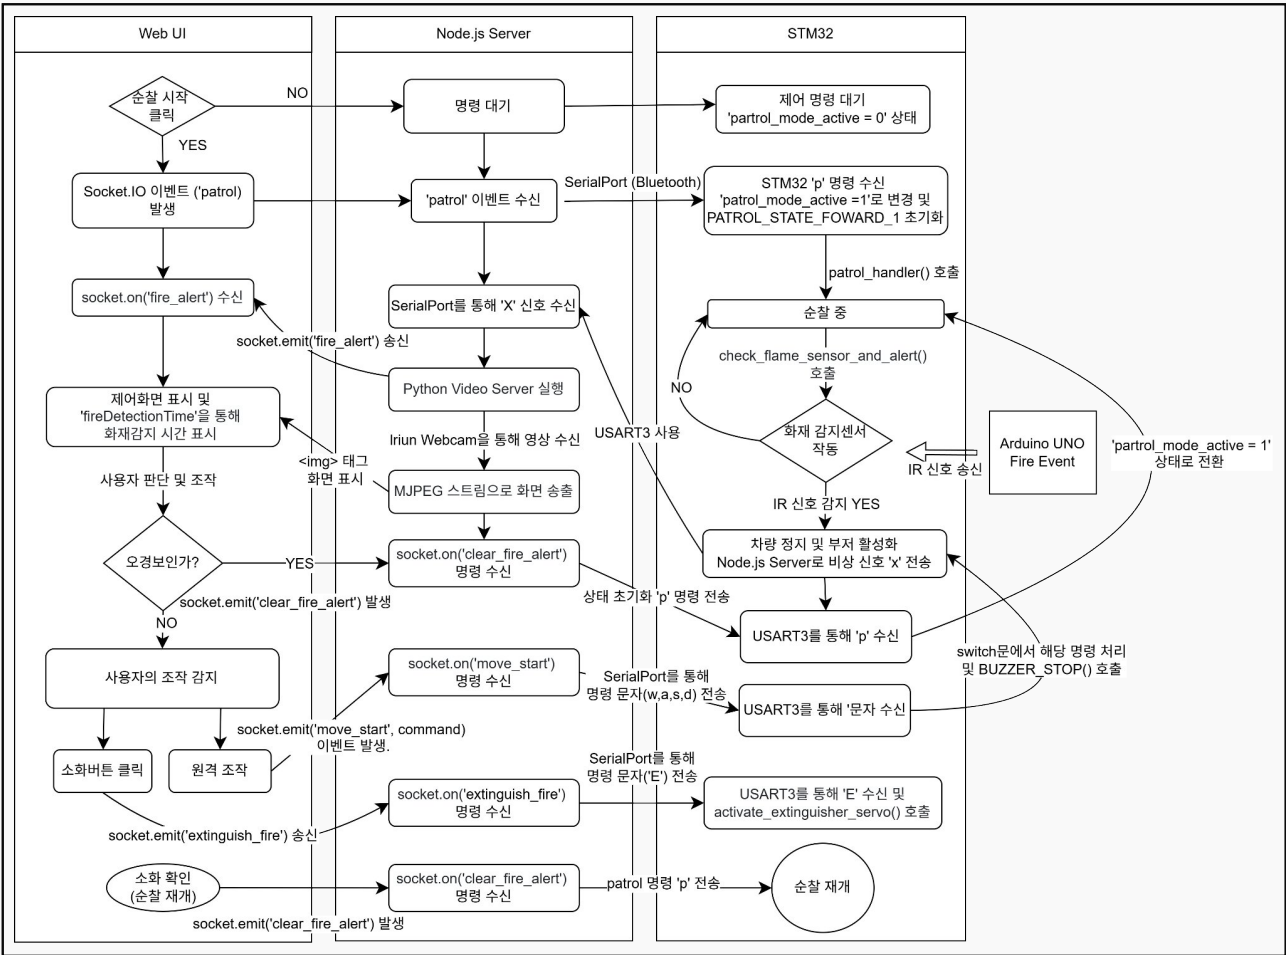 Web UI
Node.js Server
STM32
순찰 시작
클릭
NO
명령 대기
제어 명령 대기
'partrol_mode_active = 0' 상태
YES
Socket.IO 이벤트 ('patrol)
발생
'patrol' 이벤트 수신
SerialPort (Bluetooth)
STM32 'p' 명령 수신
'patrol_mode_active =1'로 변경 및
PATROL_STATE_FOWARD_1 초기화
patrol_handler() 호출
socket.on('fire_alert') 수신
SerialPort를 통해 'X' 신호 수신
순찰 중
socket.emit('fire_alert') 송신
check_flame_sensor_and_alert()
호출
NO
Python Video Server 실행
제어화면 표시 및
'fireDetectionTime'을 통해
화재감지 시간 표시
Iriun Webcam을 통해 영상 수신
USART3 사용
화재 감지센서
작동
IR 신호 송신
Arduino UNO
Fire Event
'partrol_mode_active = 1'
상태로 전환
<img> 태그
화면 표시
사용자 판단 및 조작
MJPEG 스트림으로 화면 송출
IR 신호 감지 YES
오경보인가?
YES
socket.on('clear_fire_alert')
명령 수신
차량 정지 및 부저 활성화
Node.js Server로 비상 신호 'x' 전송
socket.emit('clear_fire_alert') 발생
상태 초기화 'p' 명령 전송
NO
USART3를 통해 'p' 수신
사용자의 조작 감지
socket.on('move_start')
명령 수신
SerialPort를 통해
명령 문자(w,a,s,d) 전송
switch문에서 해당 명령 처리
및 BUZZER_STOP() 호출
USART3를 통해 '문자 수신
socket.emit('move_start', command)
이벤트 발생.
소화버튼 클릭
원격 조작
SerialPort를 통해
명령 문자('E') 전송
socket.on('extinguish_fire')
명령 수신
USART3를 통해 'E' 수신 및
activate_extinguisher_servo() 호출
socket.emit('extinguish_fire') 송신
소화 확인
(순찰 재개)
socket.on('clear_fire_alert')
명령 수신
patrol 명령 'p' 전송
순찰 재개
socket.emit('clear_fire_alert') 발생